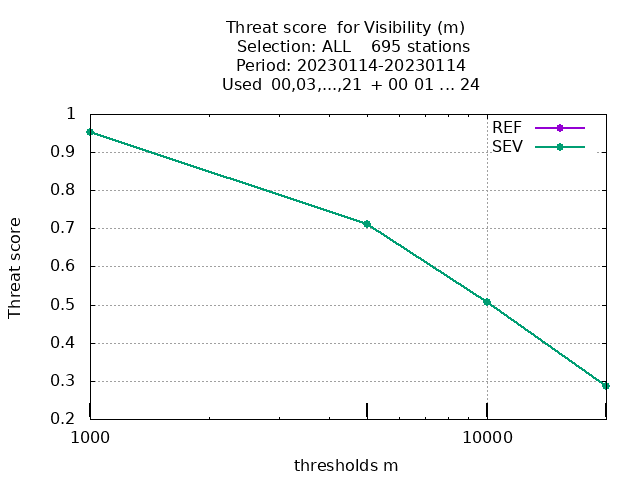 Threat score  for Visibility (m)
Selection: ALL    695 stations
Period: 20230114-20230114
Used  00,03,...,21  + 00 01 ... 24
1
REF
SEV
0.9
0.8
0.7
0.6
0.5
0.4
0.3
0.2
Threat score
1000
10000
thresholds m